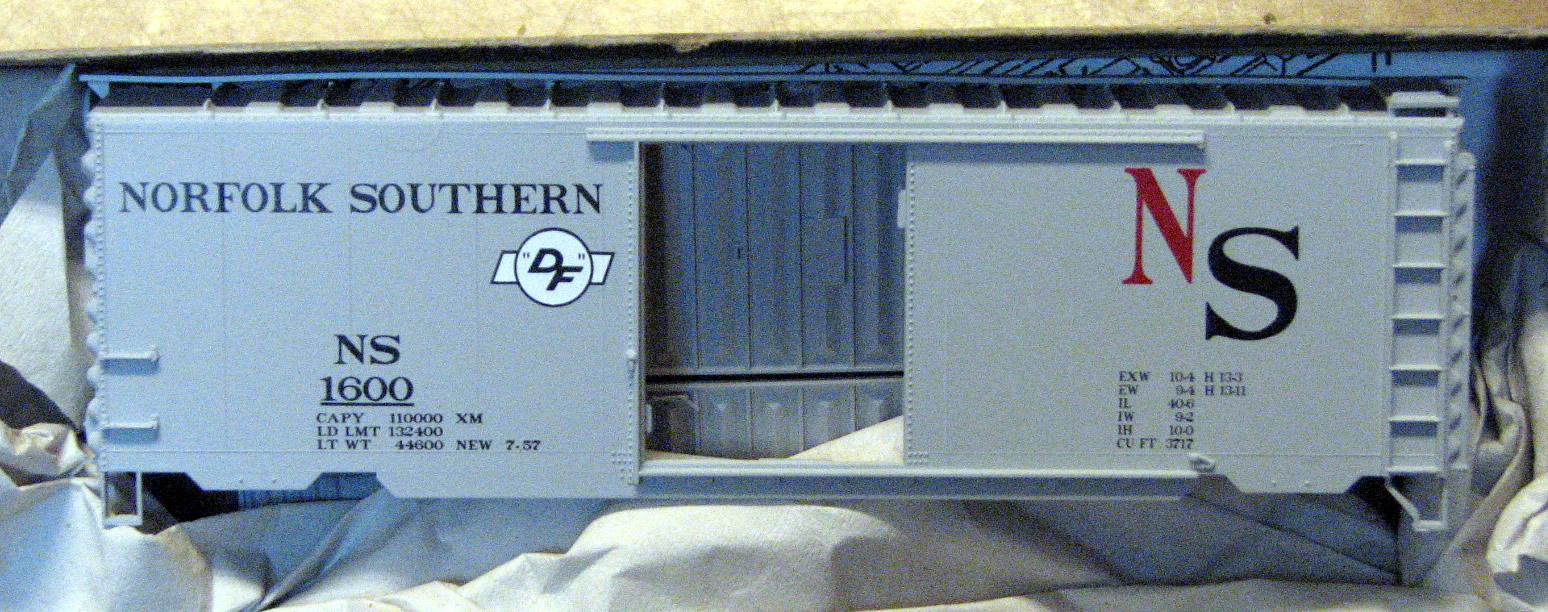 NORFOLK SOUTHERN
"DF"
NS
1600
CAPY 110000 XM
LD LMT 132400
LT WT 44600 NEW 7-57
N
S
EXW 10-4 H 13-3
EW 9-4 H 13-11
IL 40-6
IW 9-2
IH 10-0
CU FT 3717